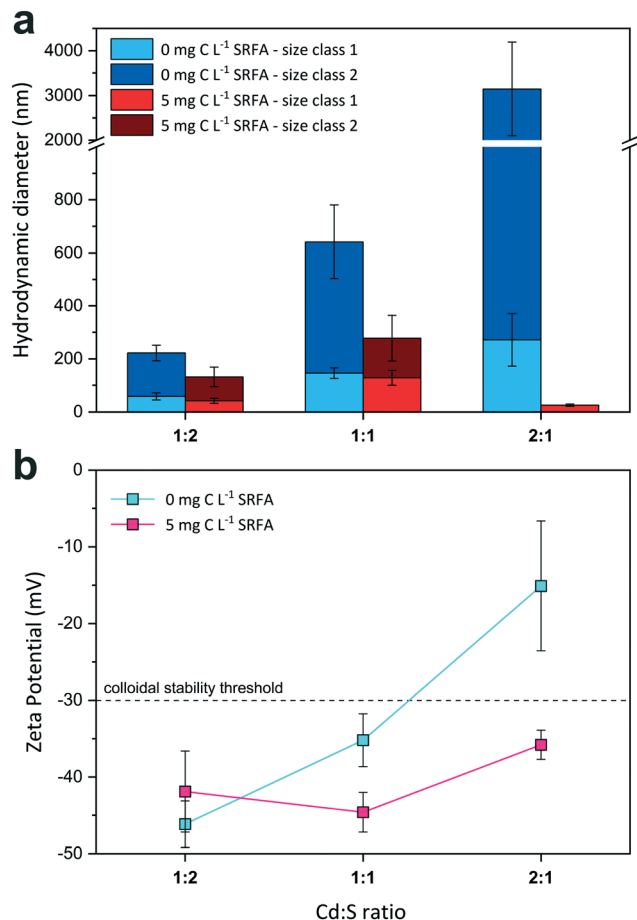 a
0 mg C L⁻¹ SRFA - size class 1
0 mg C L⁻¹ SRFA - size class 2
5 mg C L⁻¹ SRFA - size class 1
5 mg C L⁻¹ SRFA - size class 2
Hydrodynamic diameter (nm)
4000
3000
2000
800
600
400
200
0
1:2
1:1
2:1
b
0 mg C L⁻¹ SRFA
5 mg C L⁻¹ SRFA
Zeta Potential (mV)
0
-10
-20
-30
-40
-50
colloidal stability threshold
1:2
1:1
2:1
Cd:S ratio